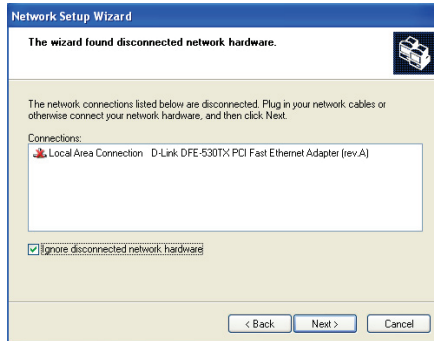 Network Setup Wizard
The wizard found disconnected network hardware.
The network connections listed below are disconnected. Plug in your network cables or
otherwise connect your network hardware, and then click Next.
Connections:
Local Area Connection D-Link DFE-530TX PCI Fast Ethernet Adapter (rev.A)
Ignore disconnected network hardware
< Back Next > Cancel